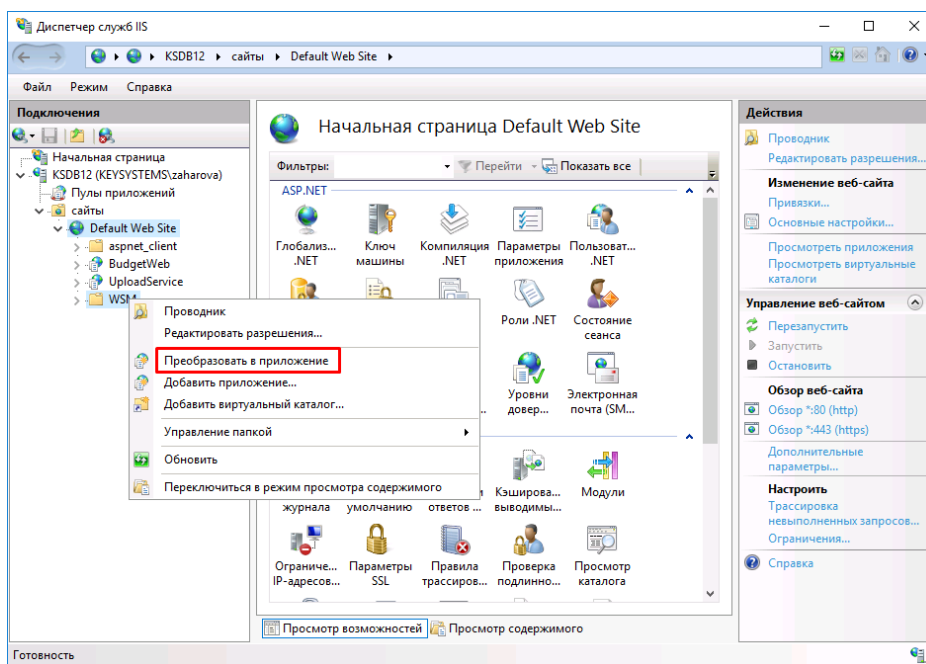 Диспетчер служб IIS
KSDB12 сайты Default Web Site
Файл Режим Справка
Подключения
Начальная страница
KSDB12 (KEYSYSTEMS\zaharova)
Пулы приложений
сайты
Default Web Site
aspnet_client
BudgetWeb
UploadService
WSM
Проводник
Редактировать разрешения...
Преобразовать в приложение
Добавить приложение...
Добавить виртуальный каталог...
Управление папкой
Обновить
Переключиться в режим просмотра содержимого
Начальная страница Default Web Site
Фильтры: Перейти Показать все
ASP.NET
Глобализ... Ключ Компиляция Параметры Пользоват...
.NET машины .NET приложения .NET
Роли .NET Состояние
сеанса
Уровни Электронная
довер... почта (SM...
Кэширова... Модули
журнала умолчанию ответов ... выводимы...
Ограниче... Параметры Правила Проверка Просмотр
IP-адресов... SSL трассиров... подлинно... каталога
Просмотр возможностей Просмотр содержимого
Действия
Проводник
Редактировать разрешения...
Изменение веб-сайта
Привязки...
Основные настройки...
Просмотреть приложения
Просмотреть виртуальные
каталоги
Управление веб-сайтом
Перезапустить
Запустить
Остановить
Обзор веб-сайта
Обзор *:80 (http)
Обзор *:443 (https)
Дополнительные
параметры...
Настроить
Трассировка
невыполненных запросов...
Ограничения...
Справка
Готовность